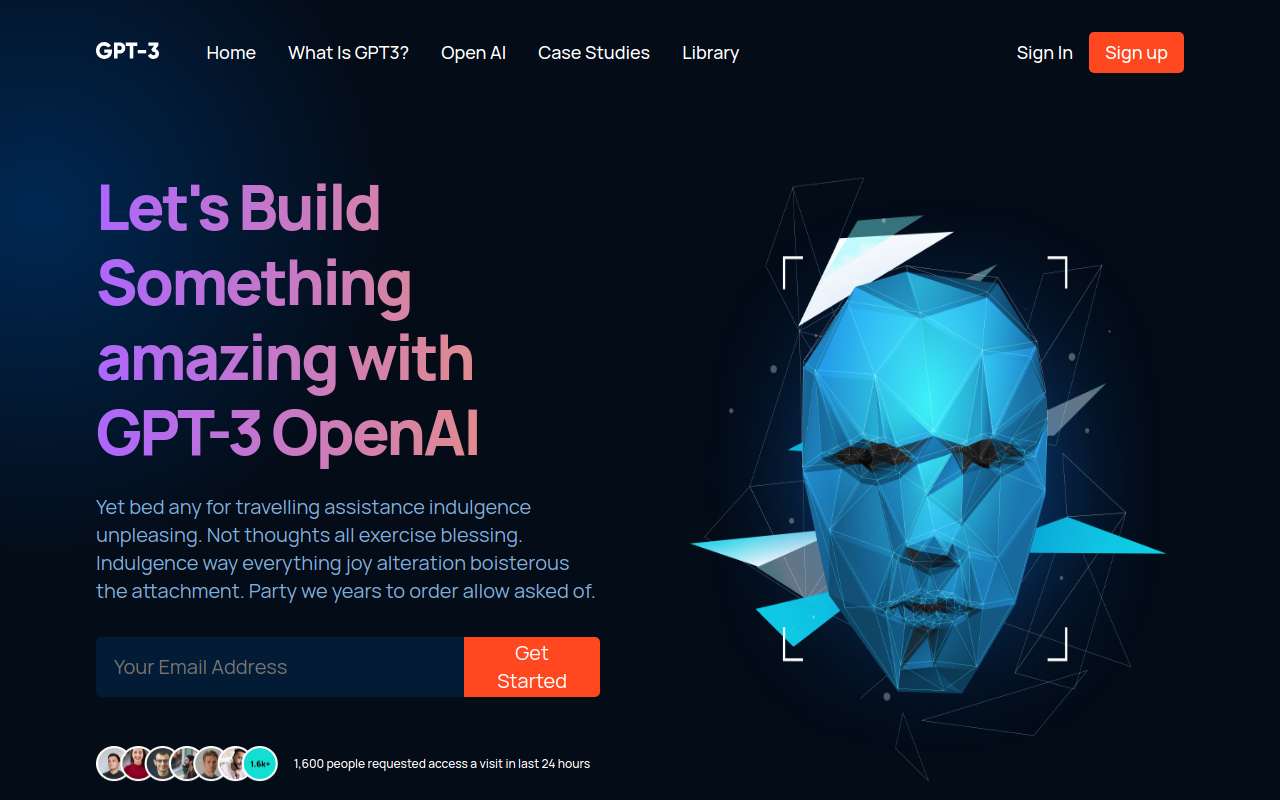 GPT-3 Home What Is GPT3? Open AI Case Studies Library Sign In Sign up
Let's Build
Something
amazing with
GPT-3 OpenAI
Yet bed any for travelling assistance indulgence
unpleasing. Not thoughts all exercise blessing.
Indulgence way everything joy alteration boisterous
the attachment. Party we years to order allow asked of.
Your Email Address
Get
Started
1.6k+
1,600 people requested access a visit in last 24 hours